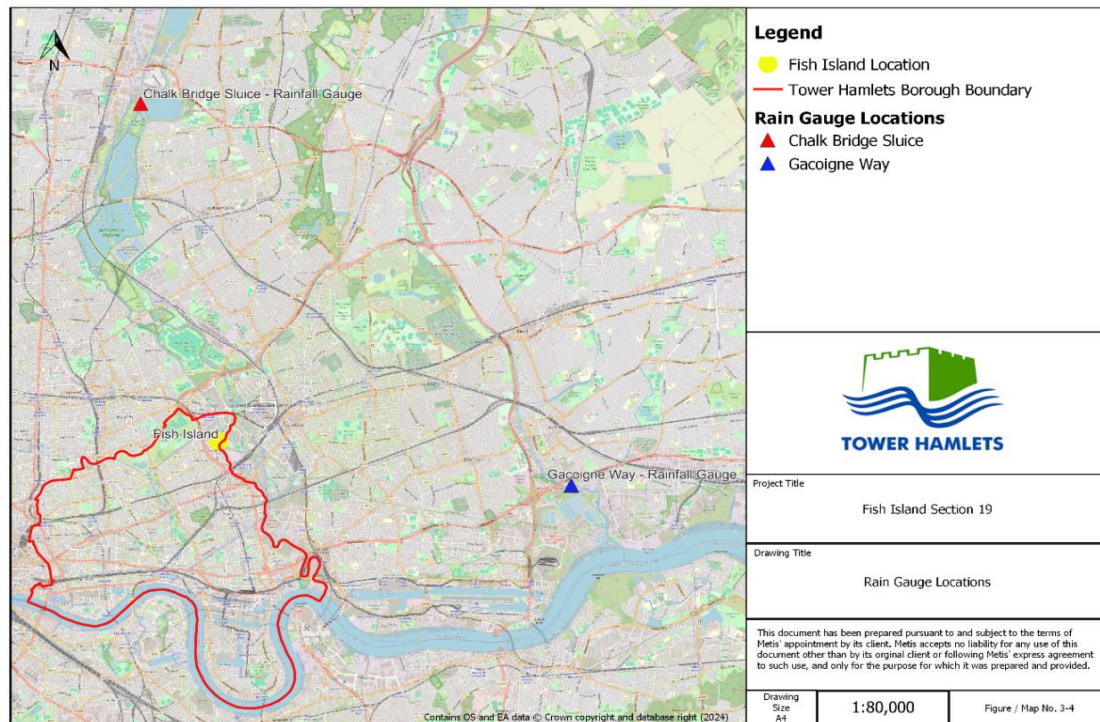 N
Chalk Bridge Sluice - Rainfall Gauge
Fish Island
Gacoigne Way - Rainfall Gauge
Contains OS and EA data © Crown copyright and database right (2024)
Legend
Fish Island Location
Tower Hamlets Borough Boundary
Rain Gauge Locations
Chalk Bridge Sluice
Gacoigne Way
TOWER HAMLETS
Project Title
Fish Island Section 19
Drawing Title
Rain Gauge Locations
This document has been prepared pursuant to and subject to the terms of
Metis' appointment by its client. Metis accepts no liability for any use of this
document other than by its orginal client or following Metis' express agreement
to such use, and only for the purpose for which it was prepared and provided.
Drawing
Size
A4
1:80,000
Figure / Map No. 3-4